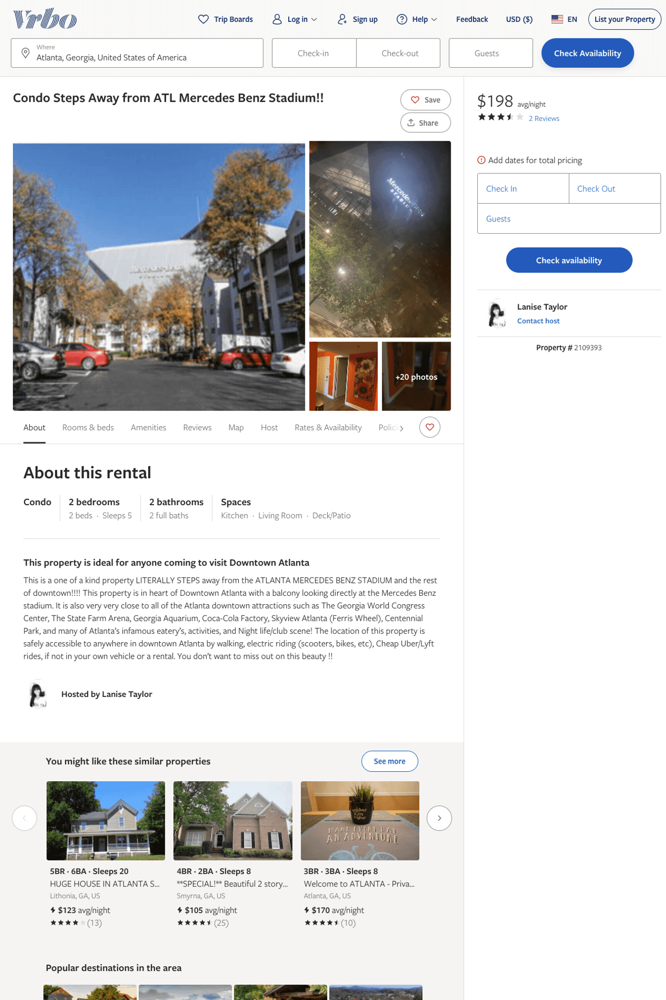 Vrbo
Trip Boards
Log in
Sign up
Help
Feedback
USD ($)
EN
List your Property
Where
Atlanta, Georgia, United States of America
Check-in
Check-out
Guests
Check Availability
Condo Steps Away from ATL Mercedes Benz Stadium!!
Save
Share
$198 avg/night
2 Reviews
Add dates for total pricing
Check In
Check Out
Guests
Check availability
Lanise Taylor
Contact host
Property # 2109393
+20 photos
About
Rooms & beds
Amenities
Reviews
Map
Host
Rates & Availability
About this rental
Condo
2 bedrooms
2 beds · Sleeps 5
2 bathrooms
2 full baths
Spaces
Kitchen · Living Room · Deck/Patio
This property is ideal for anyone coming to visit Downtown Atlanta
This is a one of a kind property LITERALLY STEPS away from the ATLANTA MERCEDES BENZ STADIUM and the rest
of downtown!!!! This property is in heart of Downtown Atlanta with a balcony looking directly at the Mercedes Benz
stadium. It is also very very close to all of the Atlanta downtown attractions such as The Georgia World Congress
Center, The State Farm Arena, Georgia Aquarium, Coca-Cola Factory, Skyview Atlanta (Ferris Wheel), Centennial
Park, and many of Atlanta’s infamous eatery’s, activities, and Night life/club scene! The location of this property is
safely accessible to anywhere in downtown Atlanta by walking, electric riding (scooters, bikes, etc), Cheap Uber/Lyft
rides, if not in your own vehicle or a rental. You don’t want to miss out on this beauty !!
Hosted by Lanise Taylor
You might like these similar properties
See more
MAKE EVERY DAY
AN ADVENTURE
5BR · 6BA · Sleeps 20
HUGE HOUSE IN ATLANTA S...
Lithonia, GA, US
$123 avg/night
(13)
4BR · 2BA · Sleeps 8
**SPECIAL!** Beautiful 2 story...
Smyrna, GA, US
$105 avg/night
(25)
3BR · 3BA · Sleeps 8
Welcome to ATLANTA - Priva...
Atlanta, GA, US
$170 avg/night
(10)
Popular destinations in the area